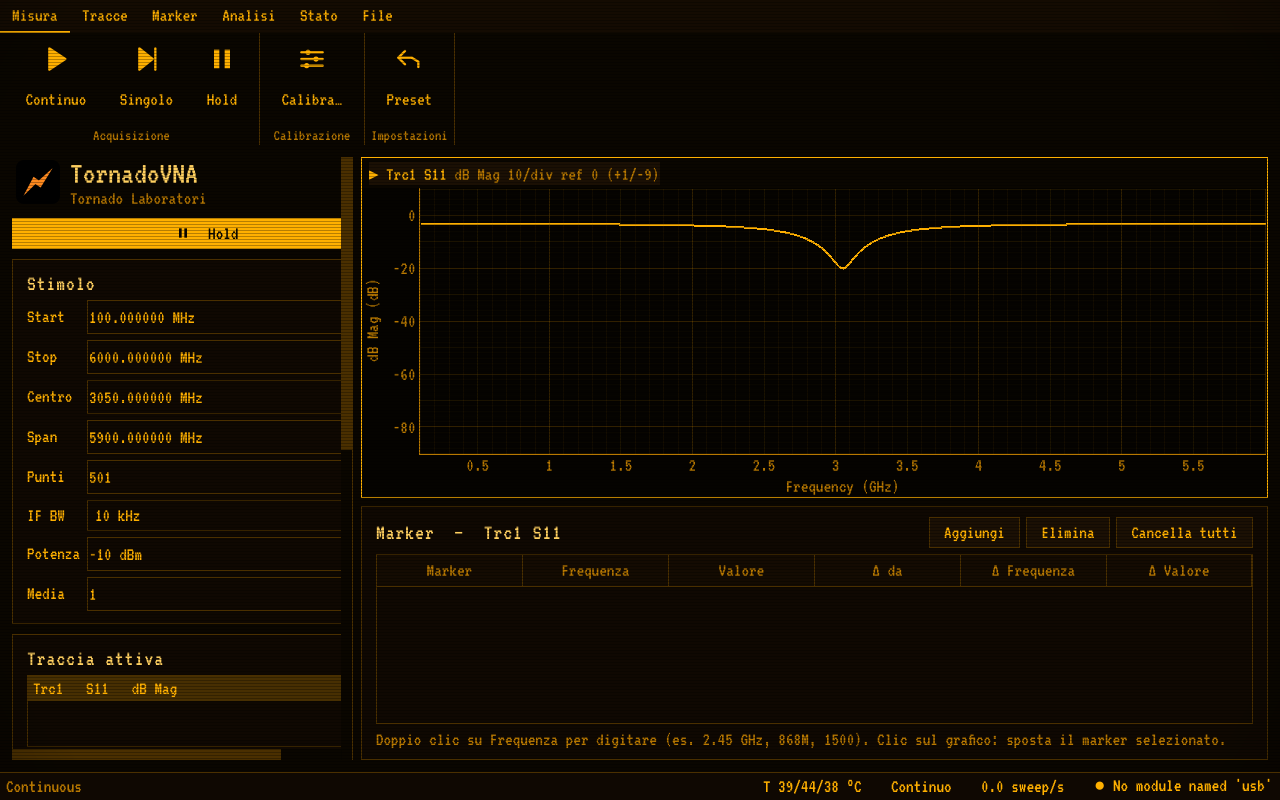 Misura Tracce Marker Analisi Stato File
Continuo Singolo Hold Calibra… Preset
Acquisizione Calibrazione Impostazioni
TornadoVNA
Tornado Laboratori
Hold
Stimolo
Start 100.000000 MHz
Stop 6000.000000 MHz
Centro 3050.000000 MHz
Span 5900.000000 MHz
Punti 501
IF BW 10 kHz
Potenza -10 dBm
Media 1
Traccia attiva
Trc1 S11 dB Mag
▶ Trc1 S11 dB Mag 10/div ref 0 (+1/-9)
dB Mag (dB)
0
-20
-40
-60
-80
0.5 1 1.5 2 2.5 3 3.5 4 4.5 5 5.5
Frequency (GHz)
Marker – Trc1 S11
Aggiungi Elimina Cancella tutti
Marker Frequenza Valore Δ da Δ Frequenza Δ Valore
Doppio clic su Frequenza per digitare (es. 2.45 GHz, 868M, 1500). Clic sul grafico: sposta il marker selezionato.
Continuous T 39/44/38 °C Continuo 0.0 sweep/s ● No module named 'usb'